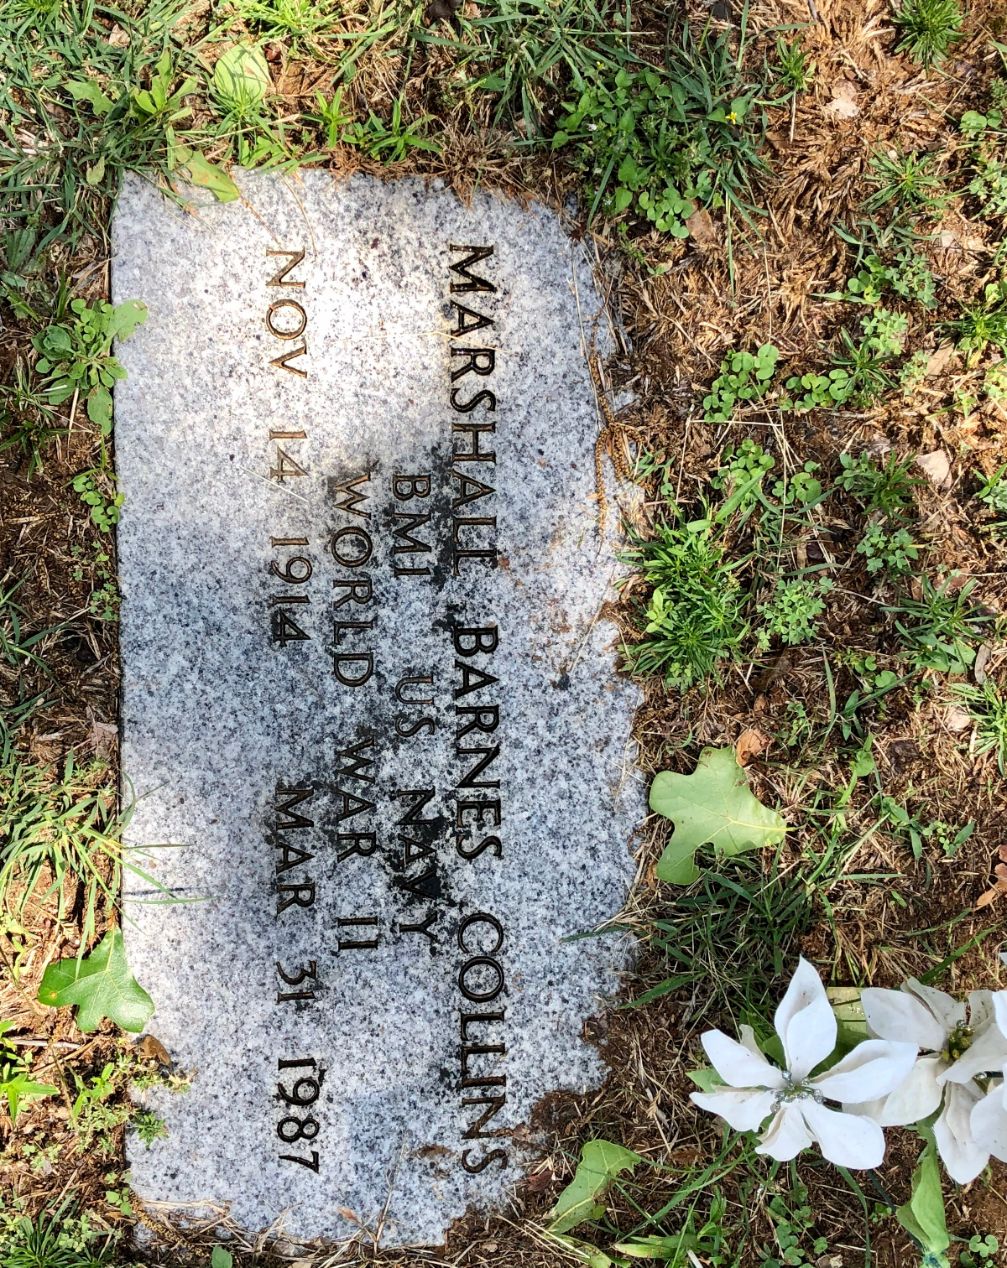 MARSHALL BARNES COLLINS
BM1 US NAVY
WORLD WAR II
NOV 14 1914 MAR 31 1987